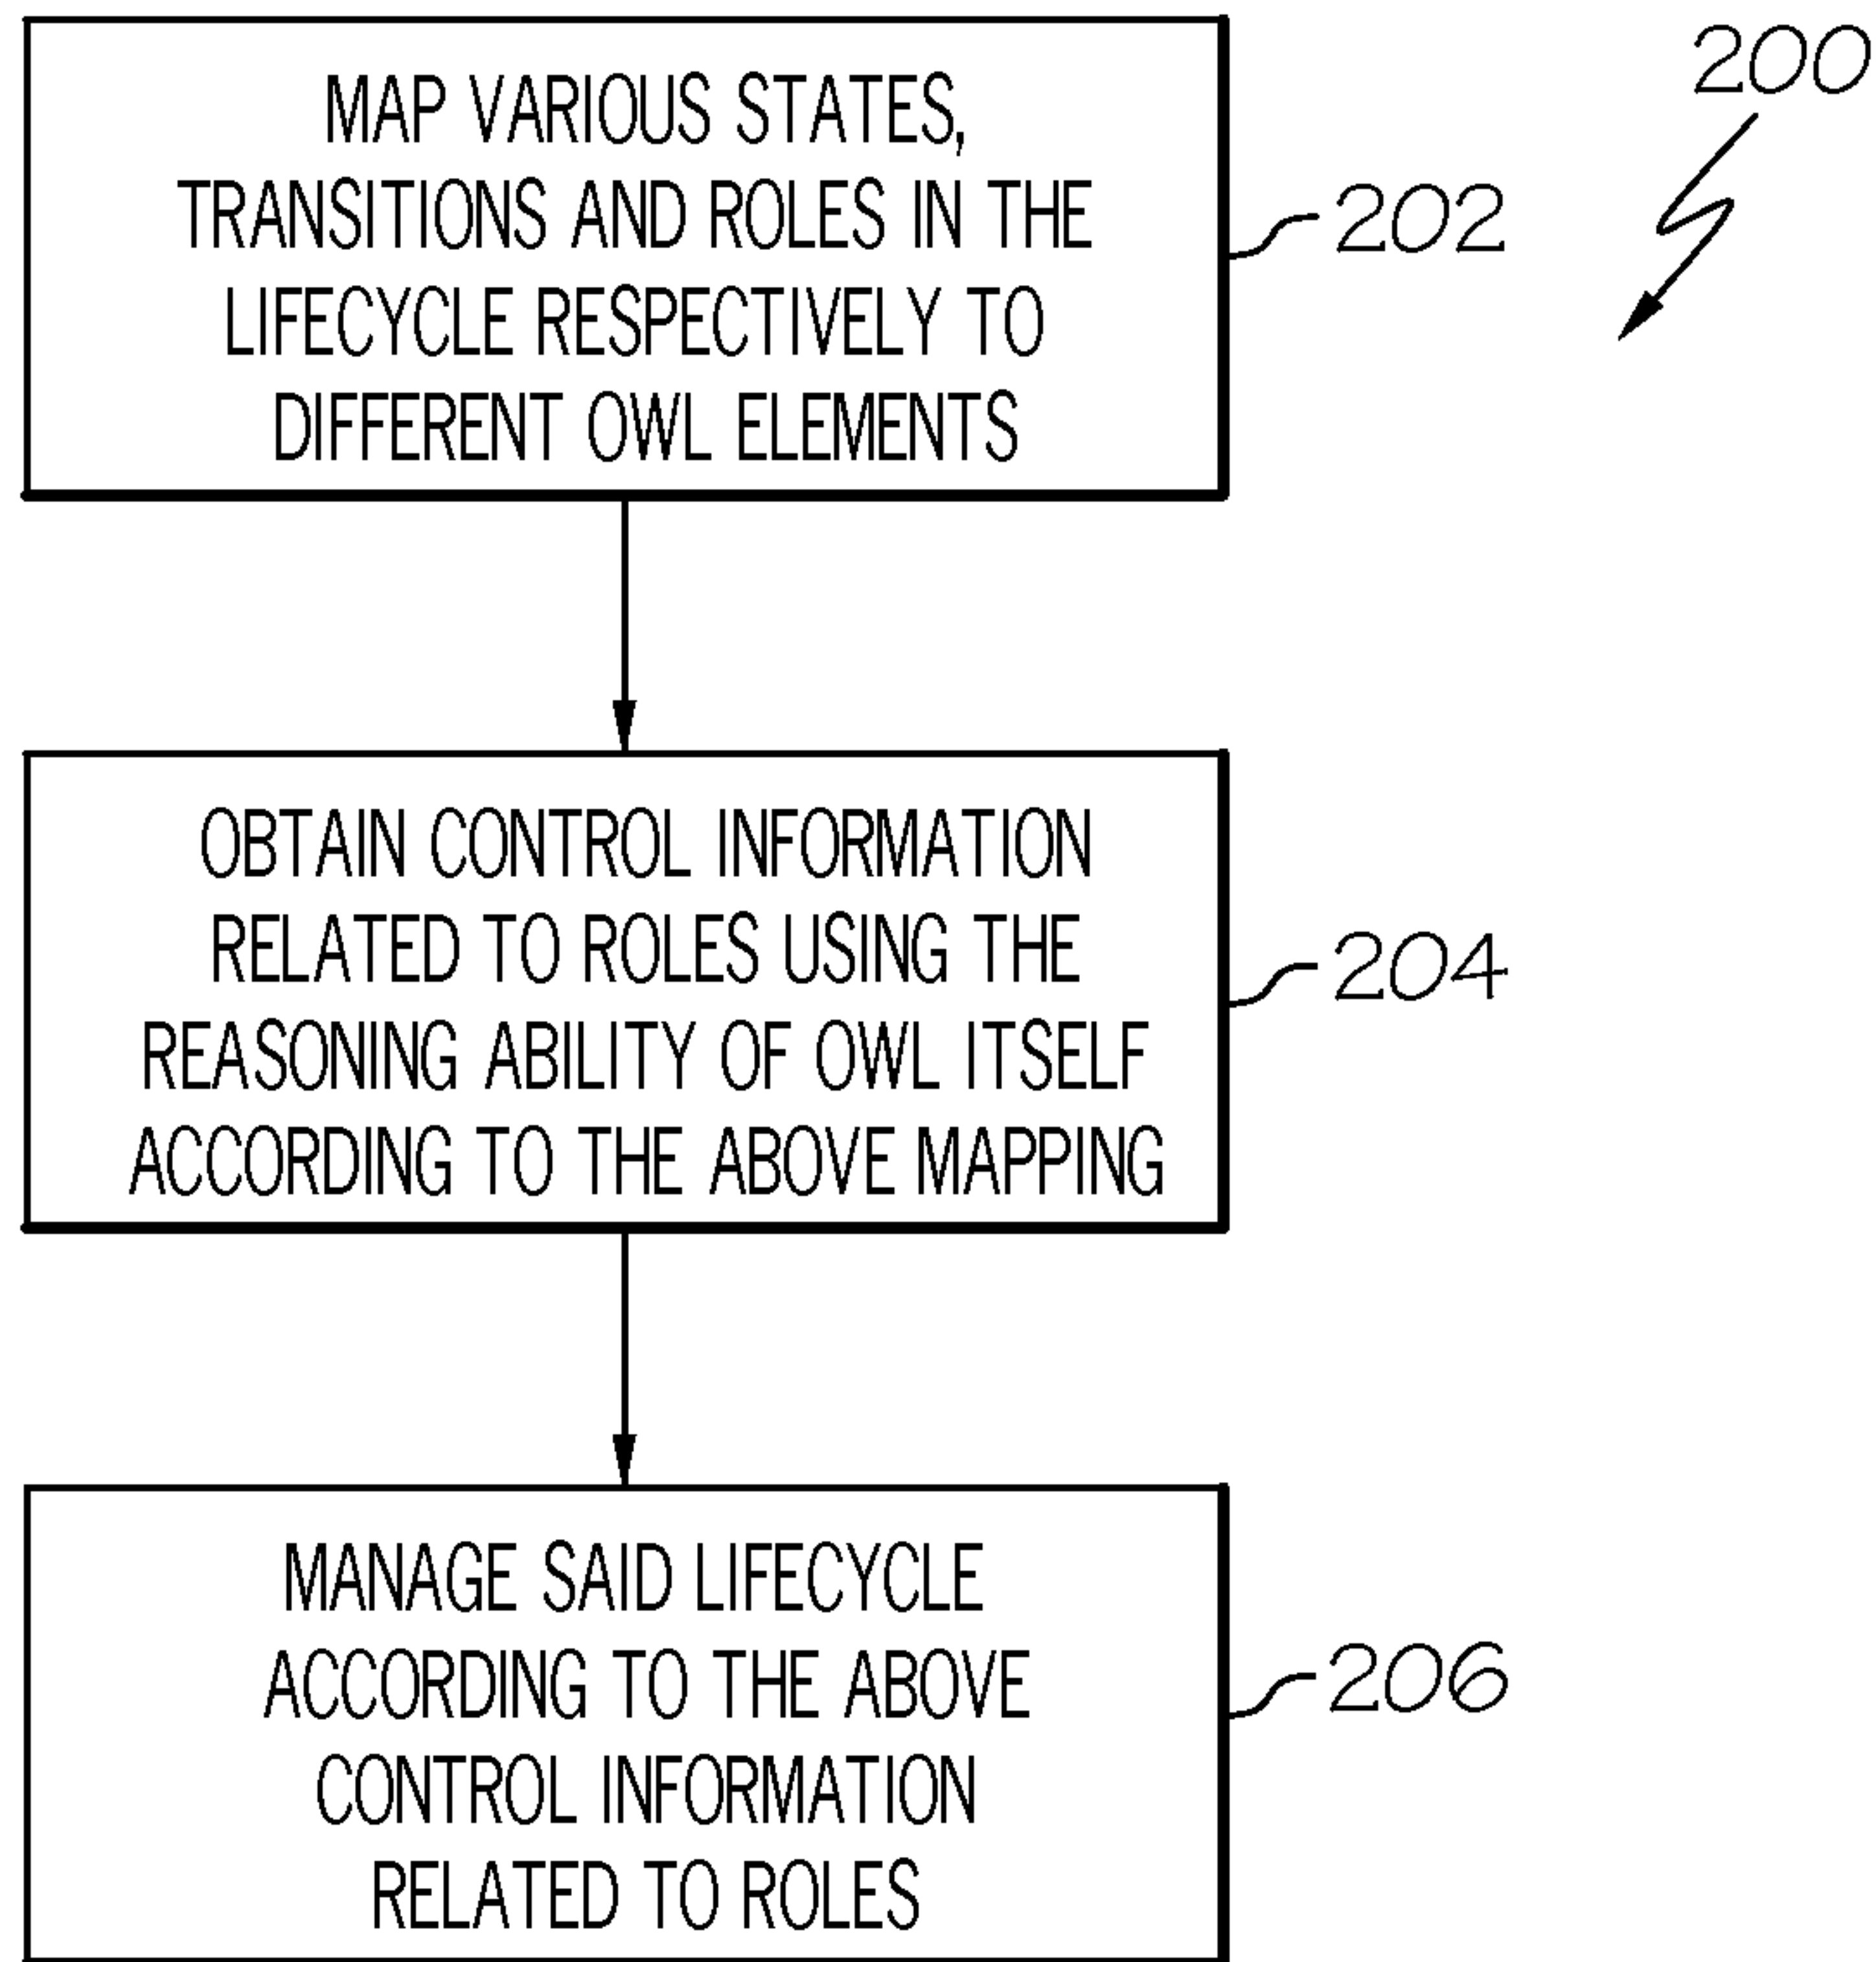 200
MAP VARIOUS STATES,
TRANSITIONS AND ROLES IN THE
LIFECYCLE RESPECTIVELY TO
DIFFERENT OWL ELEMENTS
202
OBTAIN CONTROL INFORMATION
RELATED TO ROLES USING THE
REASONING ABILITY OF OWL ITSELF
ACCORDING TO THE ABOVE MAPPING
204
MANAGE SAID LIFECYCLE
ACCORDING TO THE ABOVE
CONTROL INFORMATION
RELATED TO ROLES
206